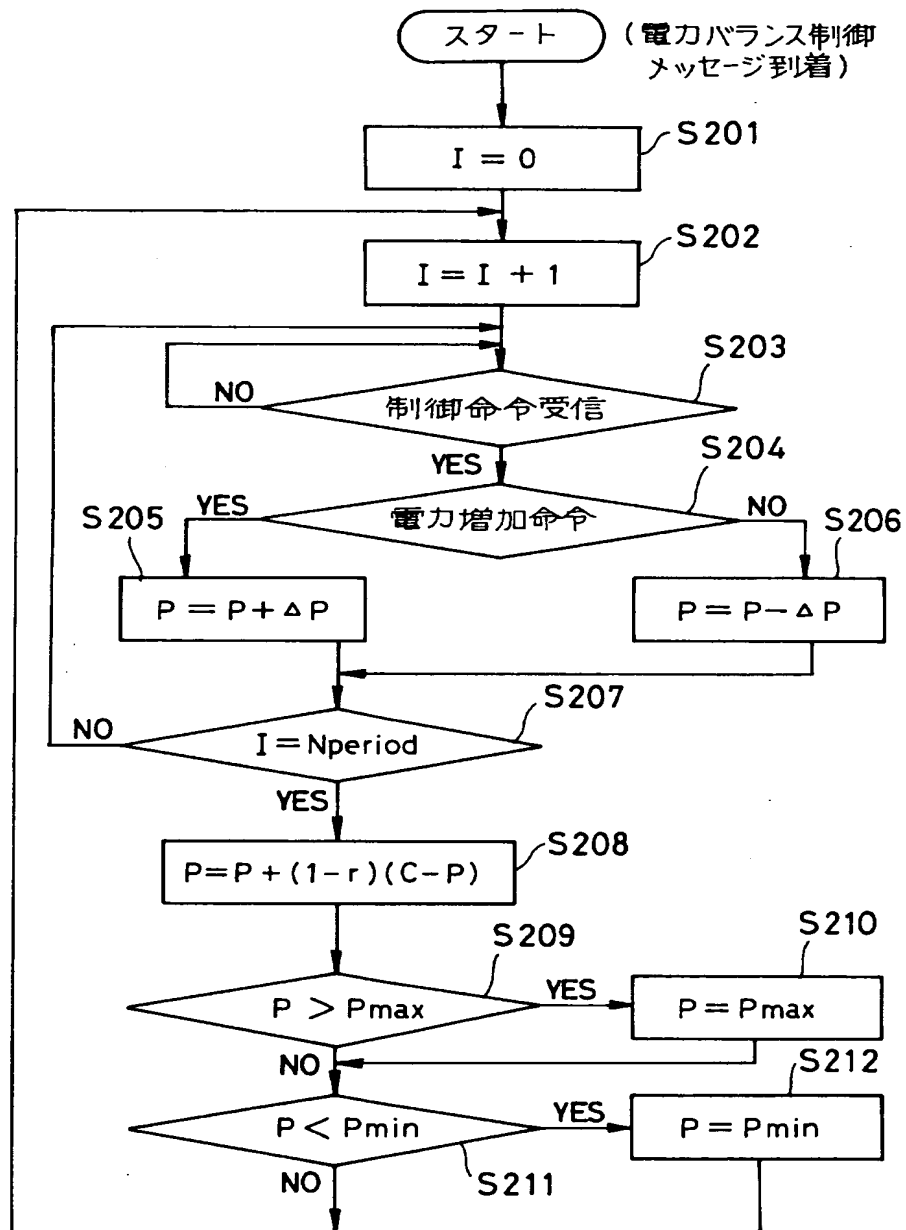 スタート
(電力バランス制御
メッセージ到着)
S201
I = 0
S202
I = I + 1
S203
NO
制御命令受信
YES
S204
YES
電力増加命令
NO
S205
S206
P = P + △P
P = P − △P
S207
NO
I = Nperiod
YES
S208
P = P + (1 − r) (C − P)
S209
S210
P > Pmax
YES
P = Pmax
NO
S212
P < Pmin
YES
P = Pmin
NO
S211